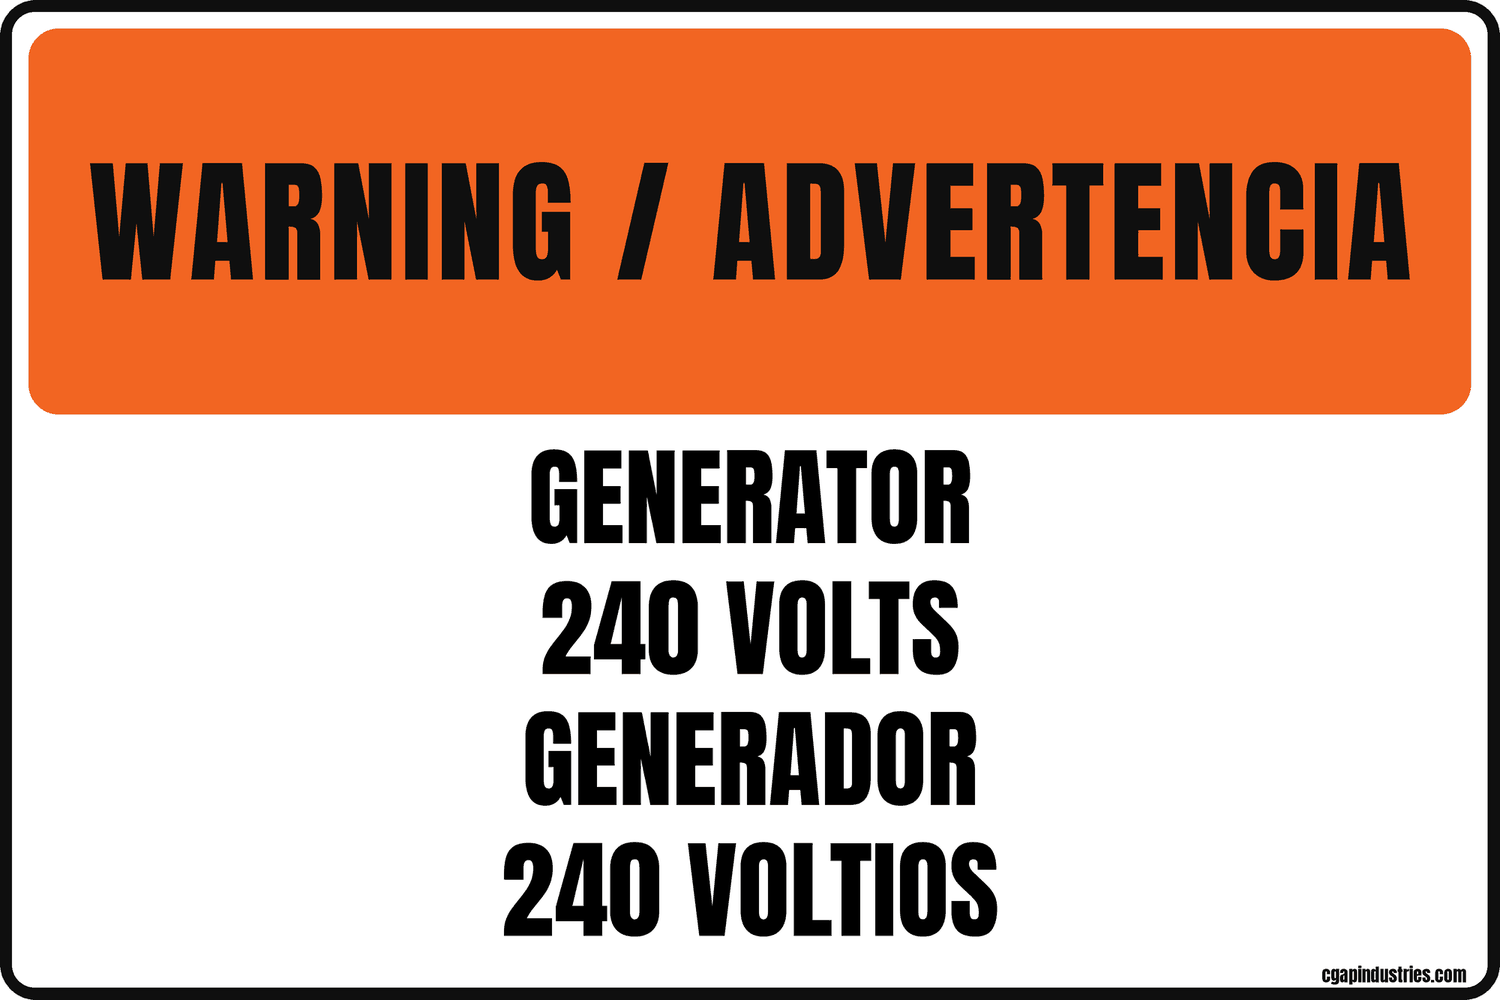 WARNING / ADVERTENCIA
GENERATOR
240 VOLTS
GENERADOR
240 VOLTIOS
cgapindustries.com